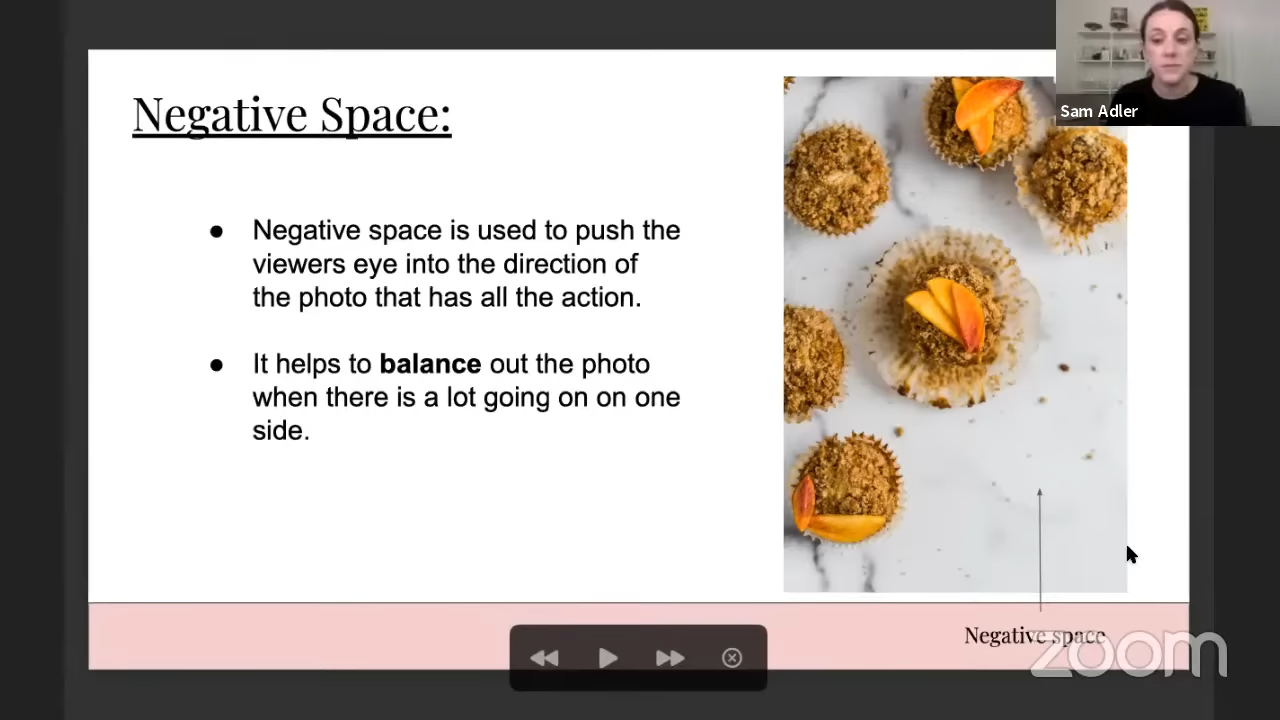 Sam Adler
Negative Space:
● Negative space is used to push the
viewers eye into the direction of
the photo that has all the action.
● It helps to balance out the photo
when there is a lot going on on one
side.
Negative space
zoom